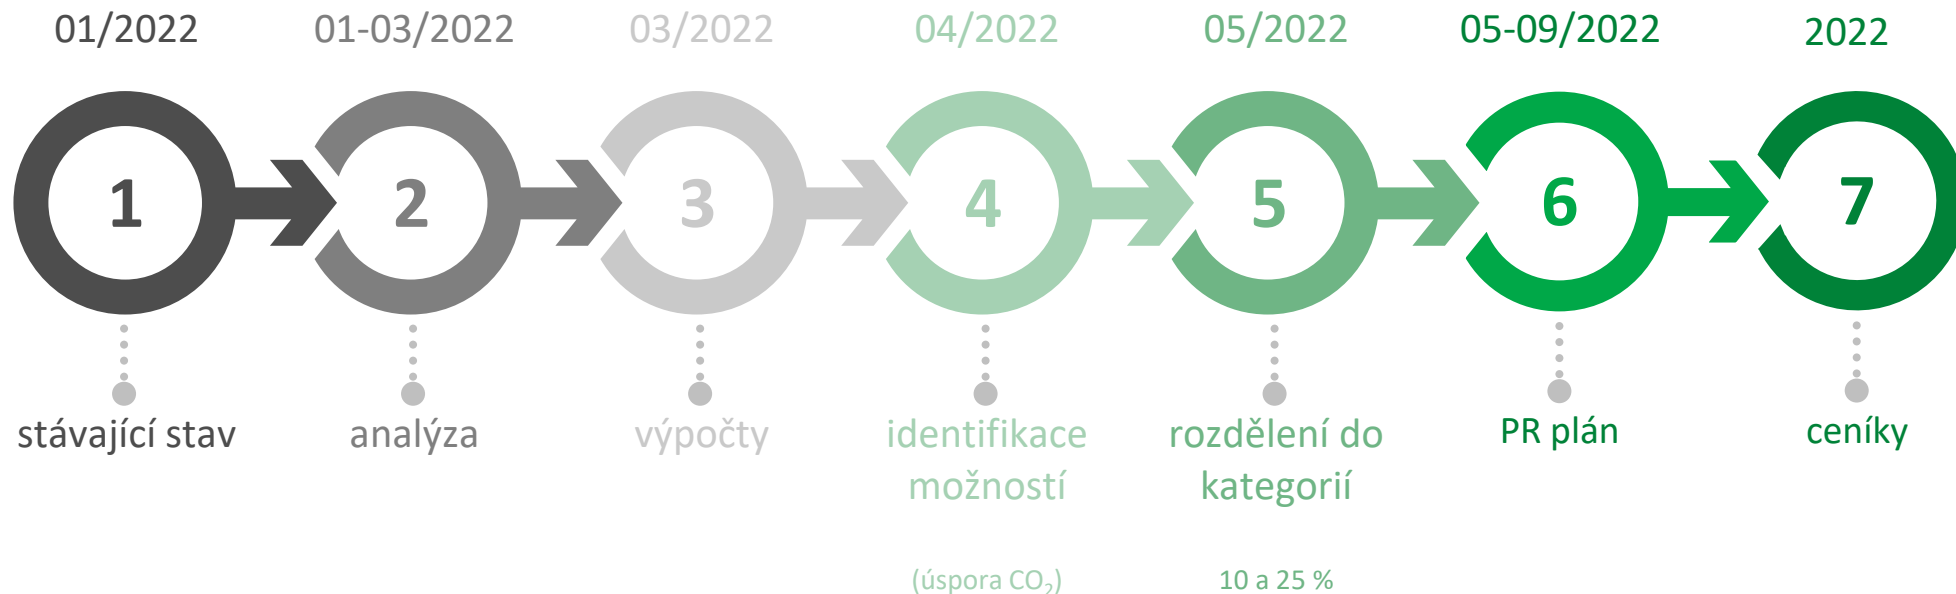 01/2022
01-03/2022
03/2022
04/2022
05/2022
05-09/2022
2022
1
2
3
4
5
6
7
stávající stav
analýza
výpočty
identifikace
možností
rozdělení do
kategorií
PR plán
ceníky
(úspora CO₂)
10 a 25 %